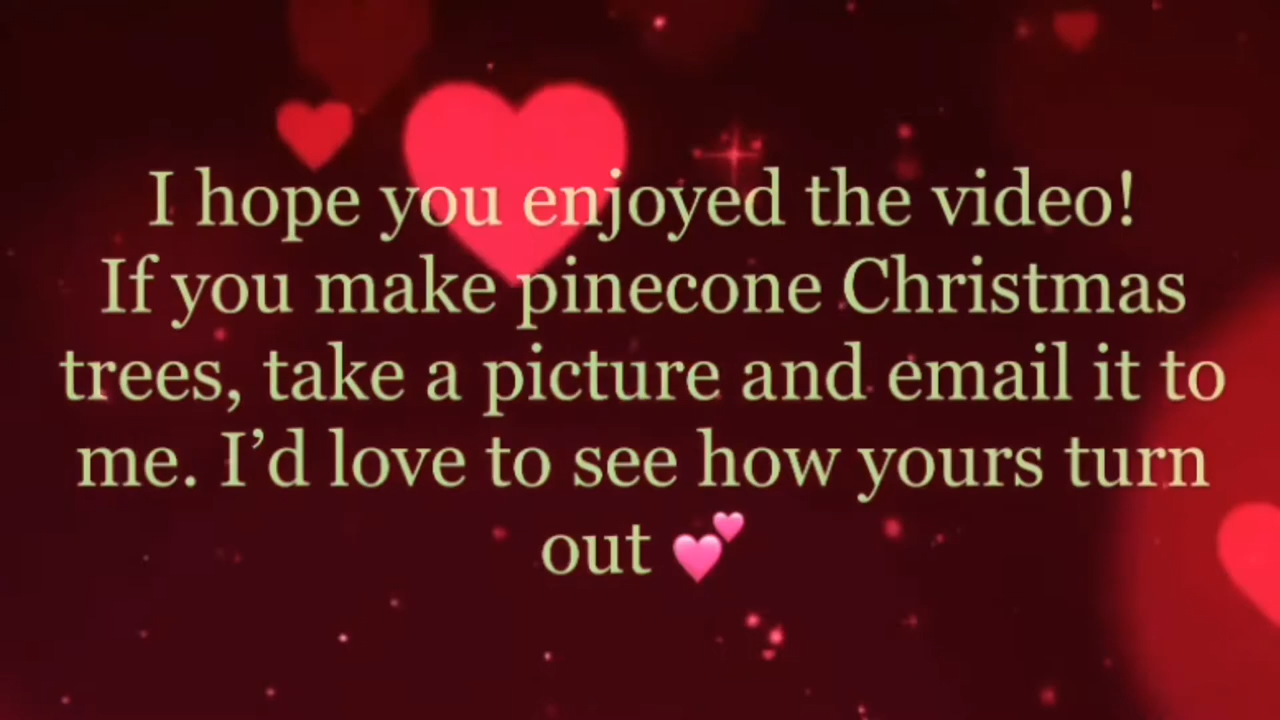 I hope you enjoyed the video!
If you make pinecone Christmas
trees, take a picture and email it to
me. I’d love to see how yours turn
out 💕